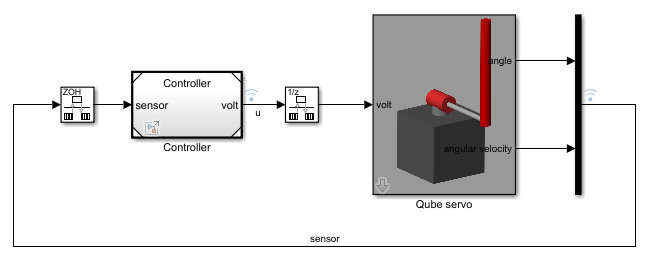 ZOH
Controller
sensor
volt
Controller
u
1/z
volt
angle
angular velocity
Qube servo
sensor